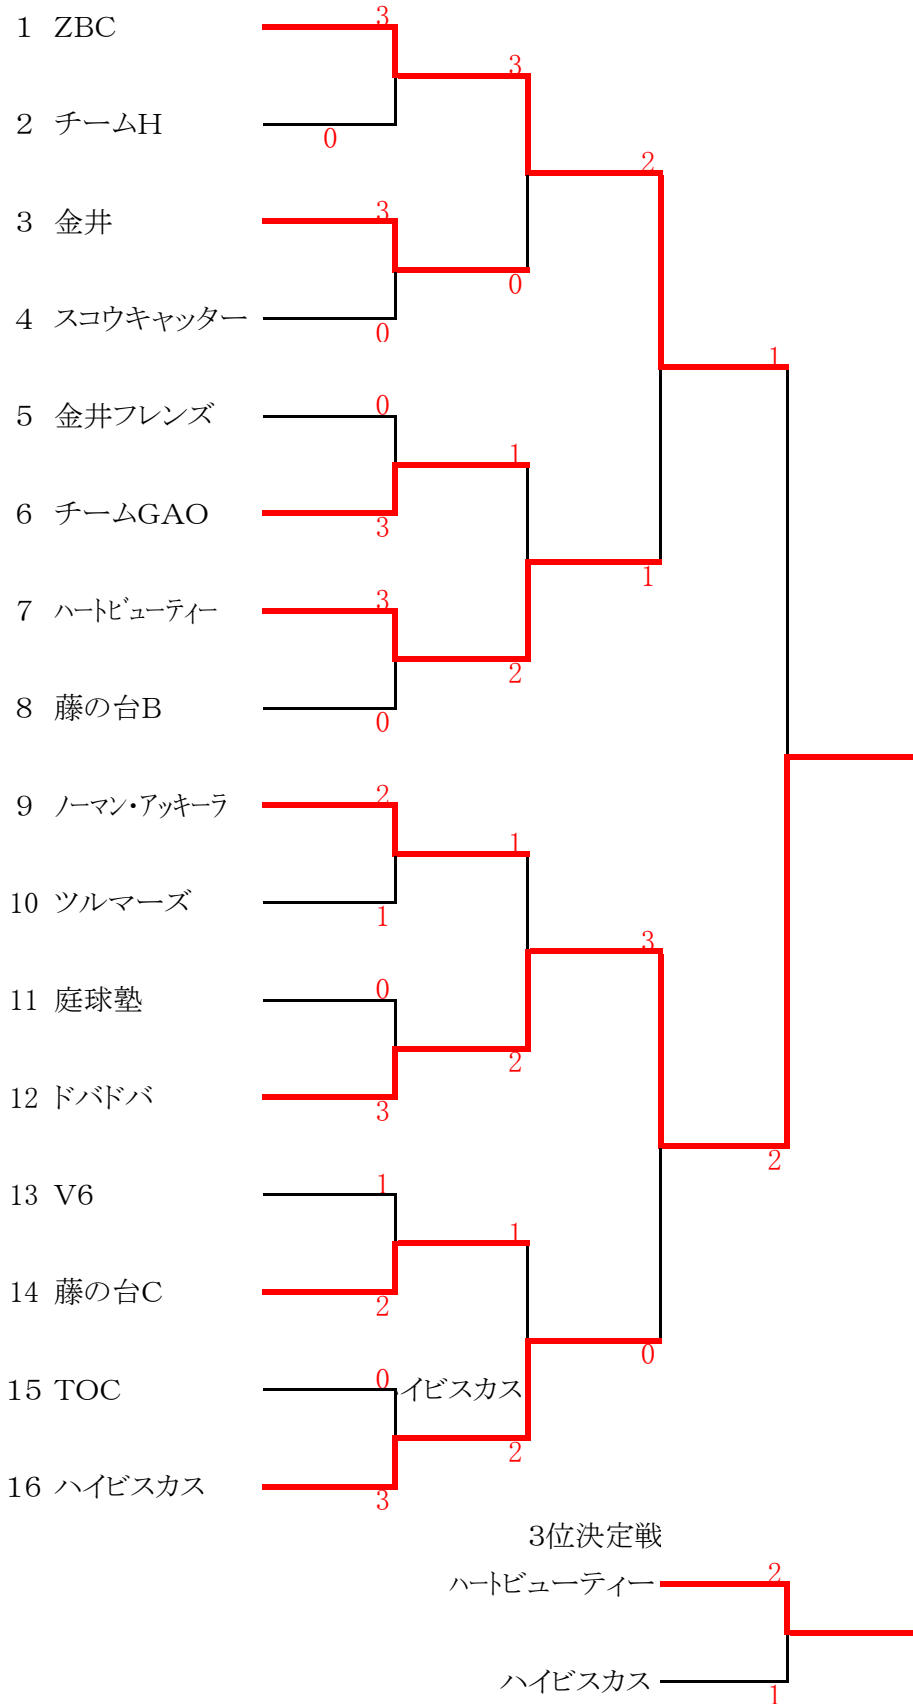 3
1 ZBC
3
2 チームH
0
2
3 金井
3
0
4 スコウキャッター
0
1
5 金井フレンズ
0
1
6 チームGAO
3
1
7 ハートビューティー
3
2
8 藤の台B
0
9 ノーマン・アッキーラ
2
1
10 ツルマーズ
1
3
11 庭球塾
0
2
12 ドバドバ
3
2
13 V6
1
1
14 藤の台C
2
0
15 TOC
0
イビスカス
2
16 ハイビスカス
3
3位決定戦
ハートビューティー
2
ハイビスカス
1